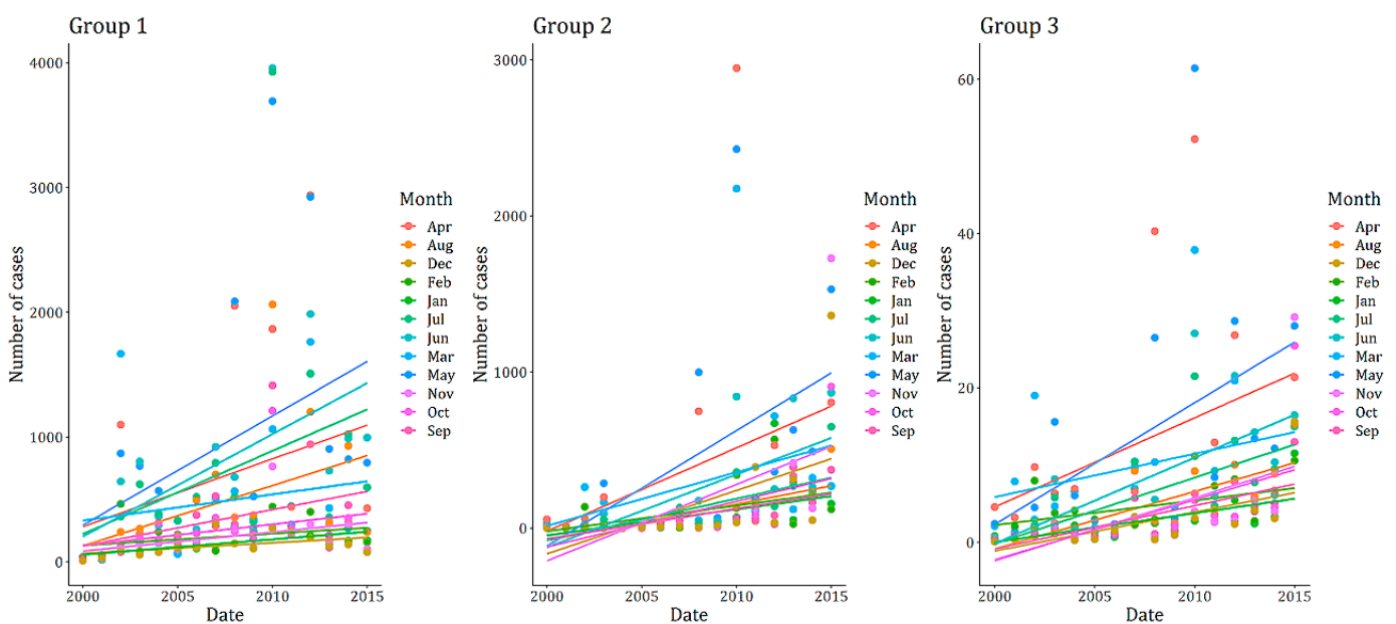 Group 1
Number of cases
4000
3000
2000
1000
0
2000
2005
2010
2015
Date
Month
Apr
Aug
Dec
Feb
Jan
Jul
Jun
Mar
May
Nov
Oct
Sep
Group 2
Number of cases
3000
2000
1000
0
2000
2005
2010
2015
Date
Month
Apr
Aug
Dec
Feb
Jan
Jul
Jun
Mar
May
Nov
Oct
Sep
Group 3
Number of cases
60
40
20
0
2000
2005
2010
2015
Date
Month
Apr
Aug
Dec
Feb
Jan
Jul
Jun
Mar
May
Nov
Oct
Sep